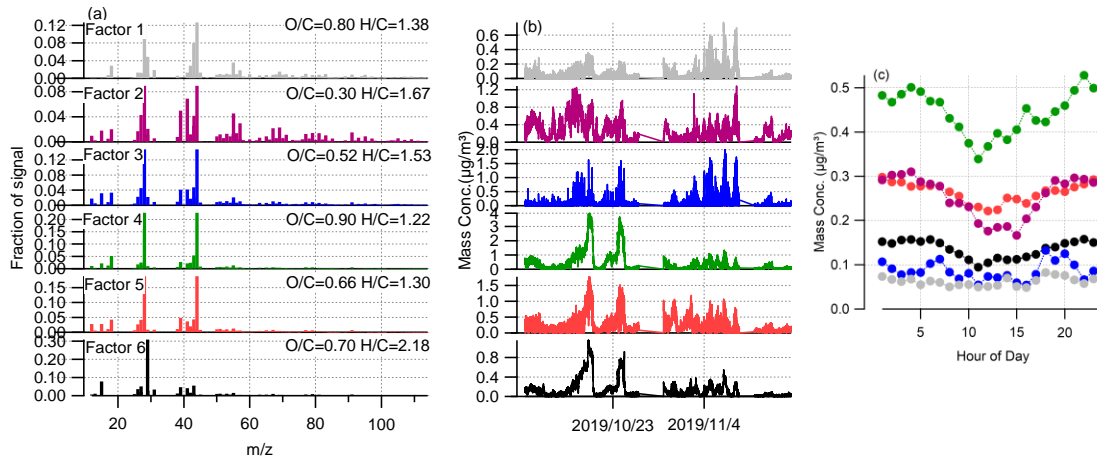 (a)
Factor 1
O/C=0.80 H/C=1.38
0.12
0.08
0.04
0.00
Factor 2
O/C=0.30 H/C=1.67
0.08
0.04
0.00
Factor 3
O/C=0.52 H/C=1.53
0.15
0.10
0.05
0.00
Factor 4
O/C=0.90 H/C=1.22
0.20
0.10
0.00
Factor 5
O/C=0.66 H/C=1.30
0.15
0.10
0.05
0.00
Factor 6
O/C=0.70 H/C=2.18
0.30
0.20
0.10
0.00
Fraction of signal
20 40 60 80 100
m/z
(b)
0.6
0.4
0.2
0.0
1.2
0.8
0.4
0.0
2.0
1.5
1.0
0.5
0.0
4
3
2
1
0
1.5
1.0
0.5
0.0
0.8
0.4
0.0
Mass Conc.(µg/m³)
2019/10/23 2019/11/4
(c)
0.5
0.4
0.3
0.2
0.1
0.0
Mass Conc. (µg/m³)
5 10 15 20
Hour of Day